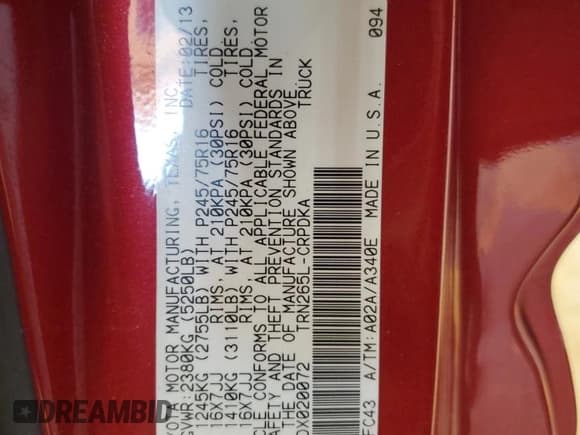 OTA MOTOR MANUFACTURING, TEXAS, INC.
GVWR:2380KG (5250LB) DATE:02/13
1245KG (2755LB) WITH P245/75R16 TIRES,
16X7JJ RIMS, AT 210KPA (30PSI) COLD
1410KG (3110LB) WITH P245/75R16 TIRES,
16X7JJ RIMS, AT 210KPA (30PSI) COLD
CLE CONFORMS TO ALL APPLICABLE FEDERAL MOTOR
AFETY AND THEFT PREVENTION STANDARDS IN
THE DATE OF MANUFACTURE SHOWN ABOVE.
DX020072 TRUCK
TRN265L-CRPDKA
FC43 A/TM:A02A/A340E
MADE IN U.S.A. 094
DREAMBID